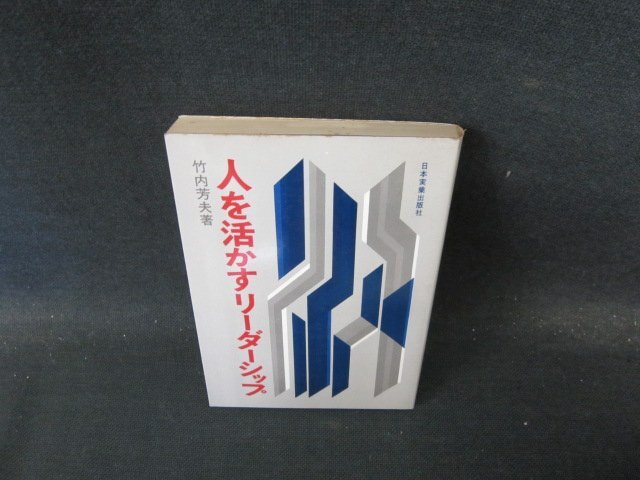 日本実業出版社
人を活かすリーダーシップ
竹内芳夫著